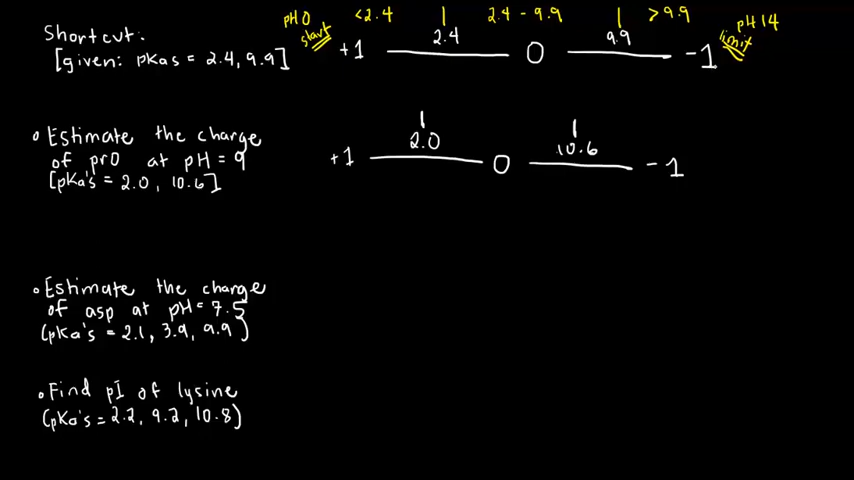 pH 0 <2.4 | 2.4 - 9.9 | >9.9 pH 14
start limit
Shortcut:
[given: pKas = 2.4, 9.9]
+1 2.4 0 9.9 -1
• Estimate the charge
of pro at pH = 9
[pKa's = 2.0, 10.6]
+1 2.0 0 10.6 -1
• Estimate the charge
of asp at pH = 7.5
(pKa's = 2.1, 3.9, 9.9)
• Find pI of lysine
(pKa's = 2.2, 9.2, 10.8)